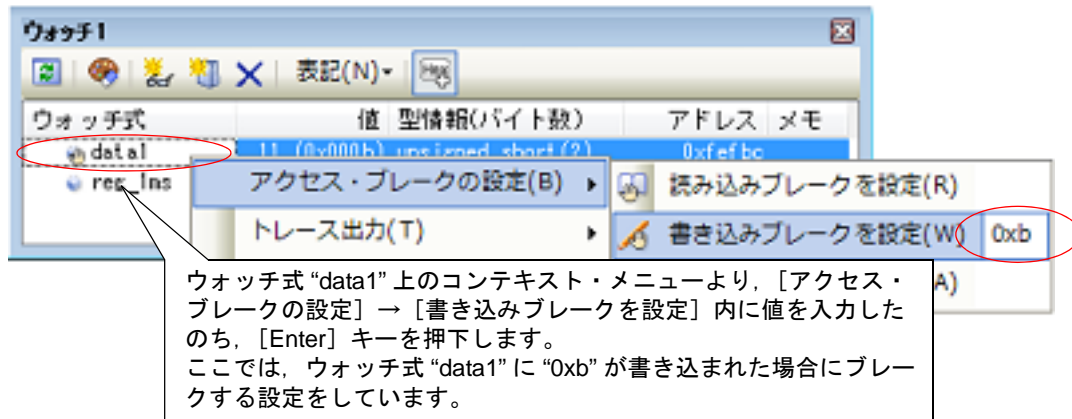 ウォッチ1
表記(N)▾ Hex
ウォッチ式 値 型情報(バイト数) アドレス メモ
data1 11 (0x000b) unsigned short(2) 0xfefbc
アクセス・ブレークの設定(B) 読み込みブレークを設定(R)
トレース出力(T) 書き込みブレークを設定(W) 0xb
A)
ウォッチ式 “data1” 上のコンテキスト・メニューより, [アクセス・
ブレークの設定] → [書き込みブレークを設定] 内に値を入力した
のち, [Enter] キーを押下します。
ここでは, ウォッチ式 “data1” に “0xb” が書き込まれた場合にブレー
クする設定をしています。